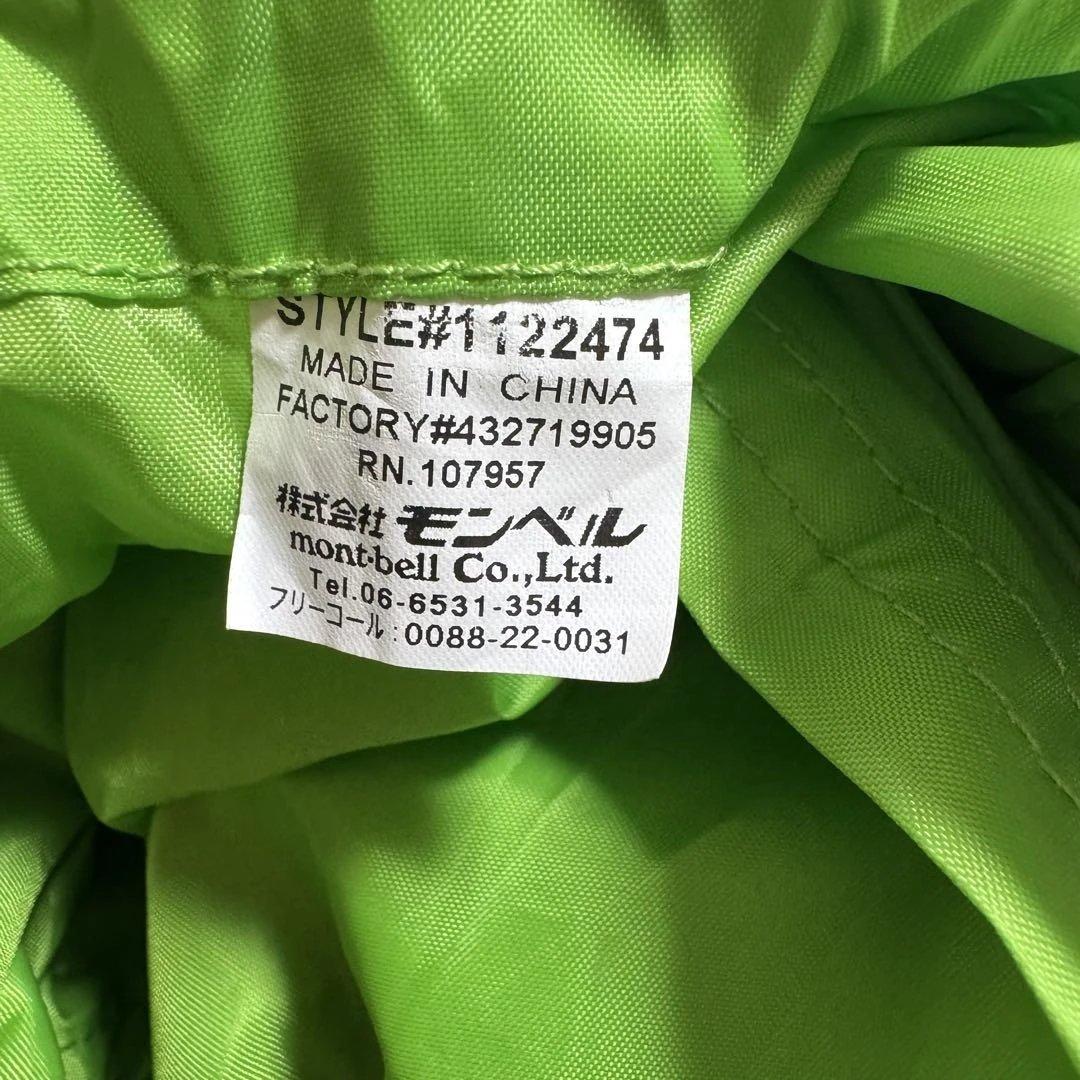 STYLE#1122474
MADE IN CHINA
FACTORY#432719905
RN.107957
株式会社 モンベル
mont-bell Co.,Ltd.
Tel.06-6531-3544
フリーコール:0088-22-0031